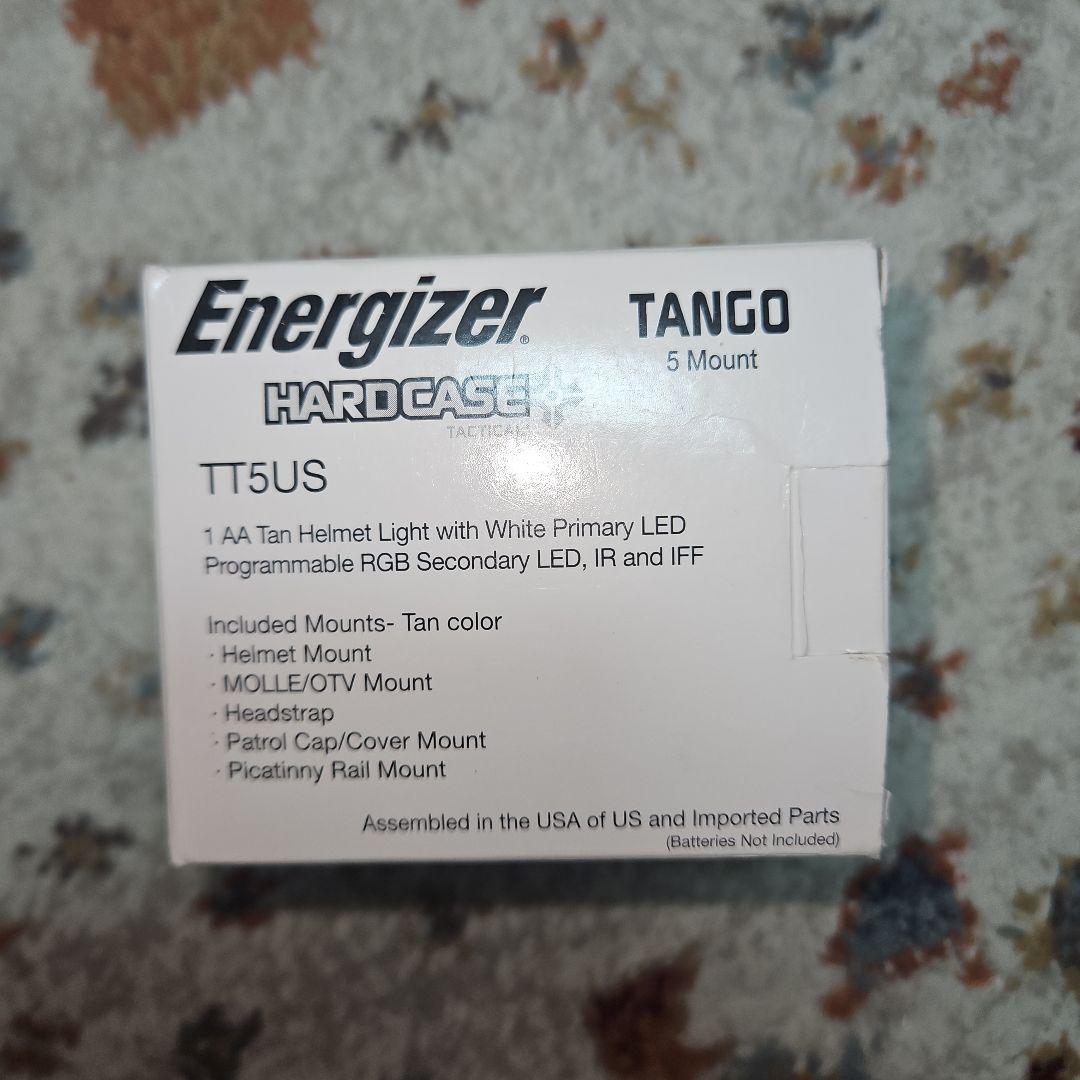 Energizer®
TANGO
5 Mount
HARDCASE
TACTICAL
TT5US
1 AA Tan Helmet Light with White Primary LED
Programmable RGB Secondary LED, IR and IFF
Included Mounts- Tan color
· Helmet Mount
· MOLLE/OTV Mount
· Headstrap
· Patrol Cap/Cover Mount
· Picatinny Rail Mount
Assembled in the USA of US and Imported Parts
(Batteries Not Included)